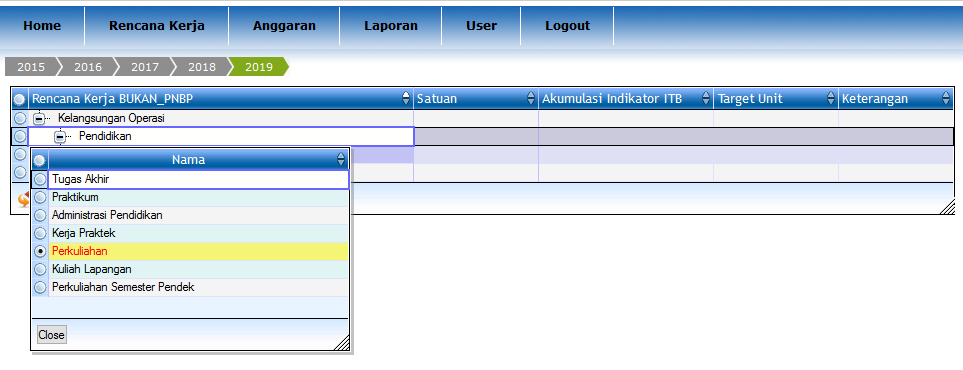 Home Rencana Kerja Anggaran Laporan User Logout
2015 2016 2017 2018 2019
Rencana Kerja BUKAN_PNBP Satuan Akumulasi Indikator ITB Target Unit Keterangan
Kelangsungan Operasi
Pendidikan
Nama
Tugas Akhir
Praktikum
Administrasi Pendidikan
Kerja Praktek
Perkuliahan
Kuliah Lapangan
Perkuliahan Semester Pendek
Close